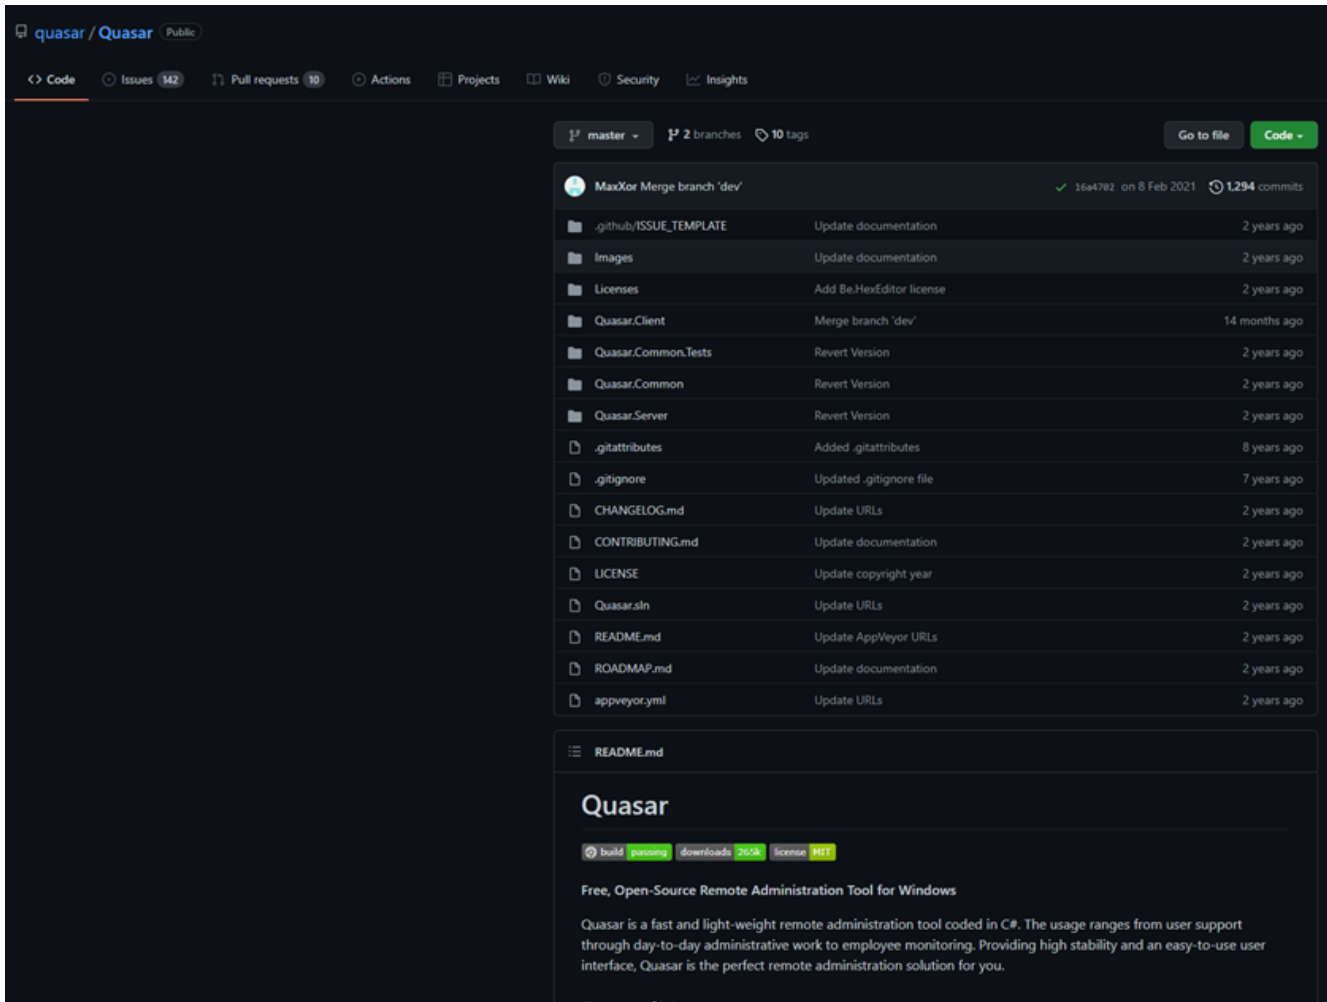 quasar / Quasar Public
Code Issues 142 Pull requests 10 Actions Projects Wiki Security Insights
master 2 branches 10 tags Go to file Code
MaxXor Merge branch 'dev' 16a4702 on 8 Feb 2021 1,294 commits
.github/ISSUE_TEMPLATE Update documentation 2 years ago
Images Update documentation 2 years ago
Licenses Add Be.HexEditor license 2 years ago
Quasar.Client Merge branch 'dev' 14 months ago
Quasar.Common.Tests Revert Version 2 years ago
Quasar.Common Revert Version 2 years ago
Quasar.Server Revert Version 2 years ago
.gitattributes Added .gitattributes 8 years ago
.gitignore Updated .gitignore file 7 years ago
CHANGELOG.md Update URLs 2 years ago
CONTRIBUTING.md Update documentation 2 years ago
LICENSE Update copyright year 2 years ago
Quasar.sln Update URLs 2 years ago
README.md Update AppVeyor URLs 2 years ago
ROADMAP.md Update documentation 2 years ago
appveyor.yml Update URLs 2 years ago
README.md
Quasar
build passing downloads 265k license MIT
Free, Open-Source Remote Administration Tool for Windows
Quasar is a fast and light-weight remote administration tool coded in C#. The usage ranges from user support
through day-to-day administrative work to employee monitoring. Providing high stability and an easy-to-use user
interface, Quasar is the perfect remote administration solution for you.